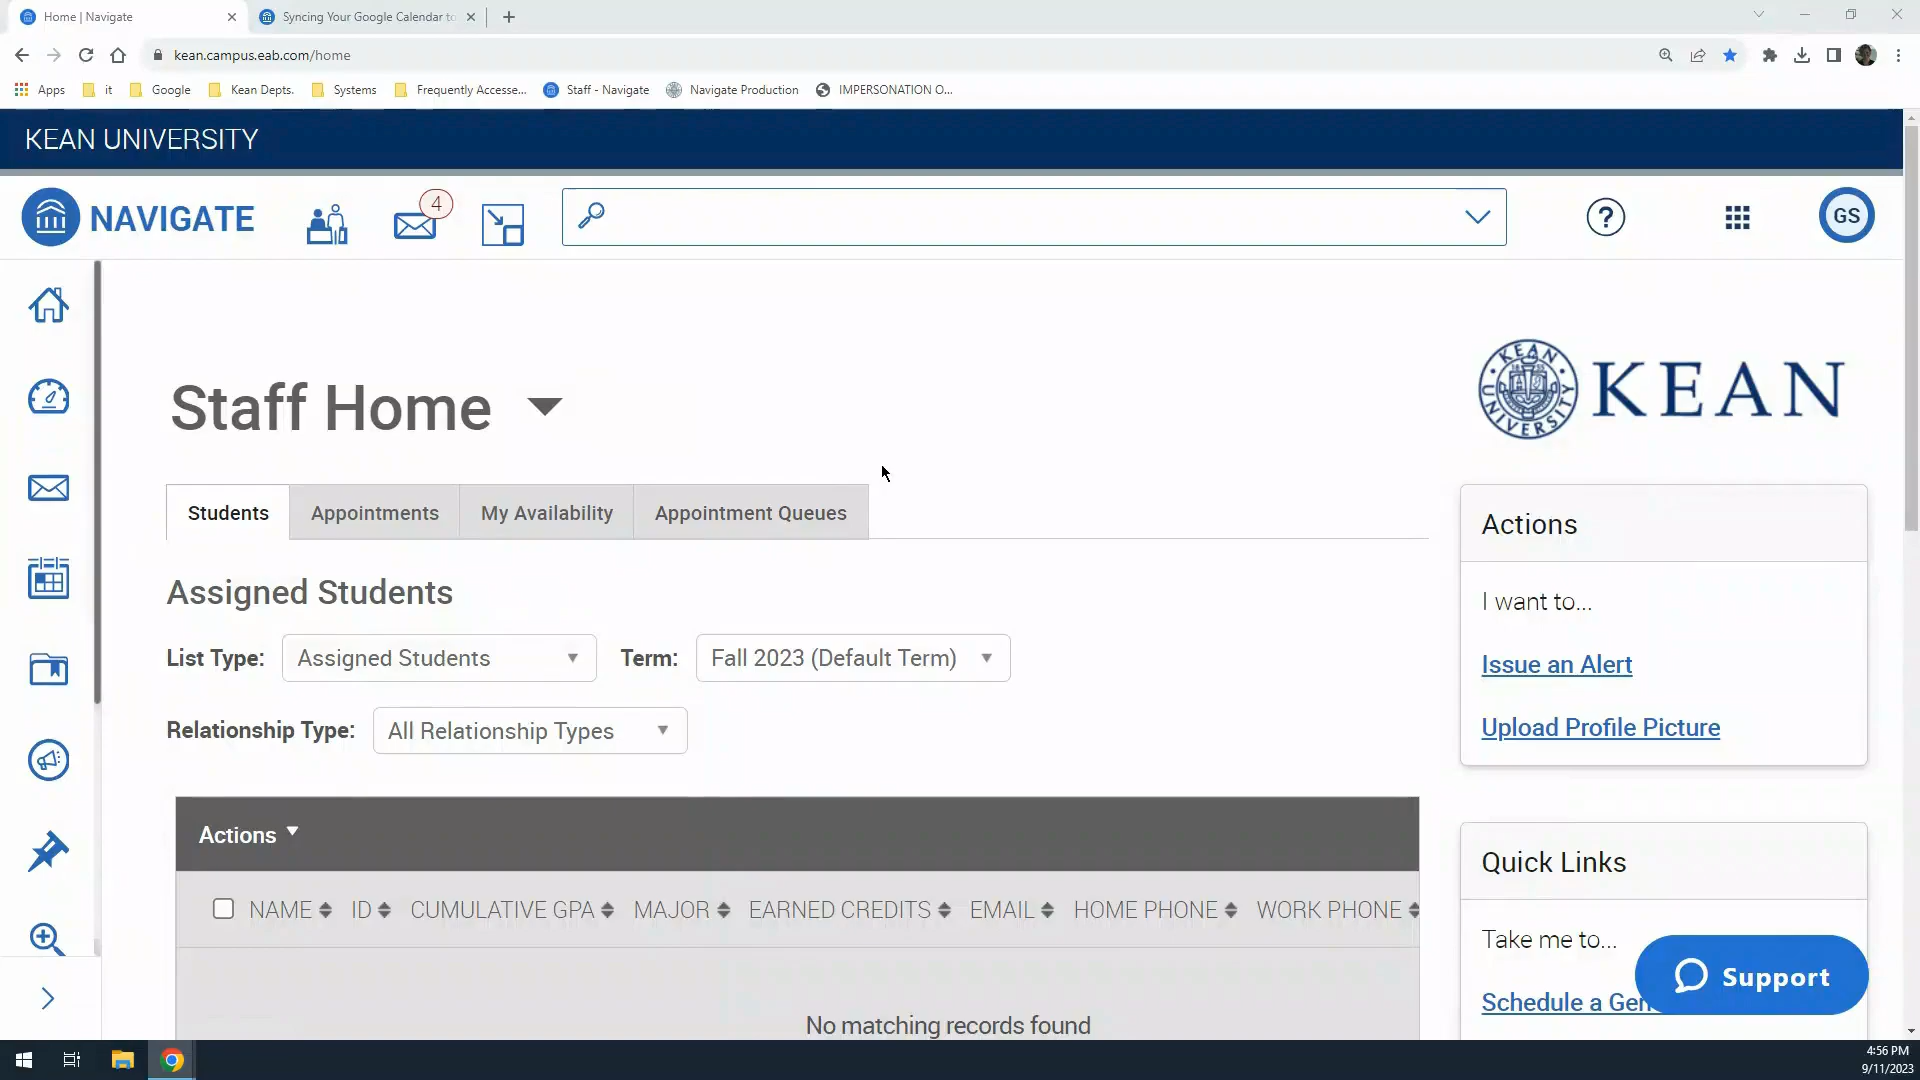 Home | Navigate
Syncing Your Google Calendar to
kean.campus.eab.com/home
Apps
it
Google
Kean Depts.
Systems
Frequently Accesse...
Staff - Navigate
Navigate Production
IMPERSONATION O...
KEAN UNIVERSITY
NAVIGATE
4
?
GS
Staff Home
KEAN UNIVERSITY
KEAN
Students
Appointments
My Availability
Appointment Queues
Actions
I want to...
Issue an Alert
Upload Profile Picture
Assigned Students
List Type:
Assigned Students
Term:
Fall 2023 (Default Term)
Relationship Type:
All Relationship Types
Actions
NAME
ID
CUMULATIVE GPA
MAJOR
EARNED CREDITS
EMAIL
HOME PHONE
WORK PHONE
No matching records found
Quick Links
Take me to...
Schedule a Gen
Support
4:56 PM
9/11/2023